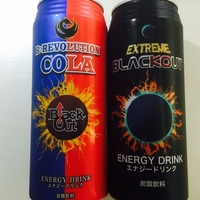 E-REVOLUTION
COLA
Black
Out
ENERGY DRINK
エナジードリンク
炭酸飲料
EXTREME
BLACKOUT
ENERGY DRINK
エナジードリンク
炭酸飲料